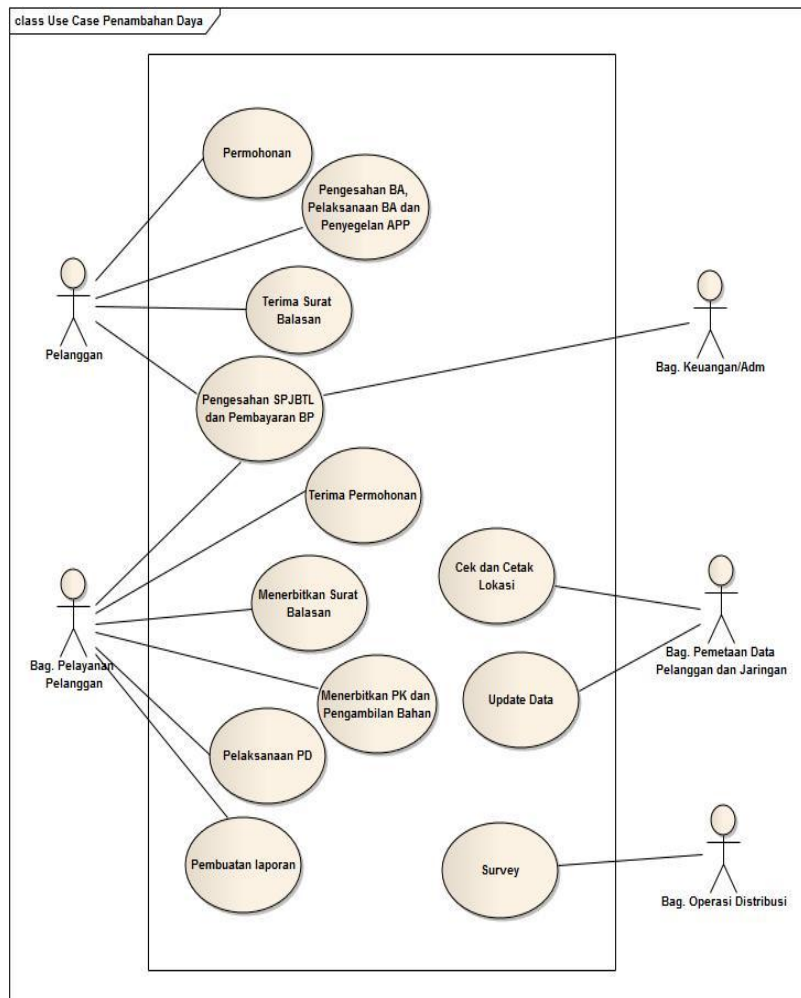 class Use Case Penambahan Daya
Permohonan
Pengesahan BA,
Pelaksanaan BA dan
Penyegelan APP
Terima Surat
Balasan
Pelanggan
Bag. Keuangan/Adm
Pengesahan SPJBTL
dan Pembayaran BP
Terima Permohonan
Cek dan Cetak
Lokasi
Menerbitkan Surat
Balasan
Bag. Pelayanan
Pelanggan
Bag. Pemetaan Data
Pelanggan dan Jaringan
Menerbitkan PK dan
Pengambilan Bahan
Update Data
Pelaksanaan PD
Pembuatan laporan
Survey
Bag. Operasi Distribusi